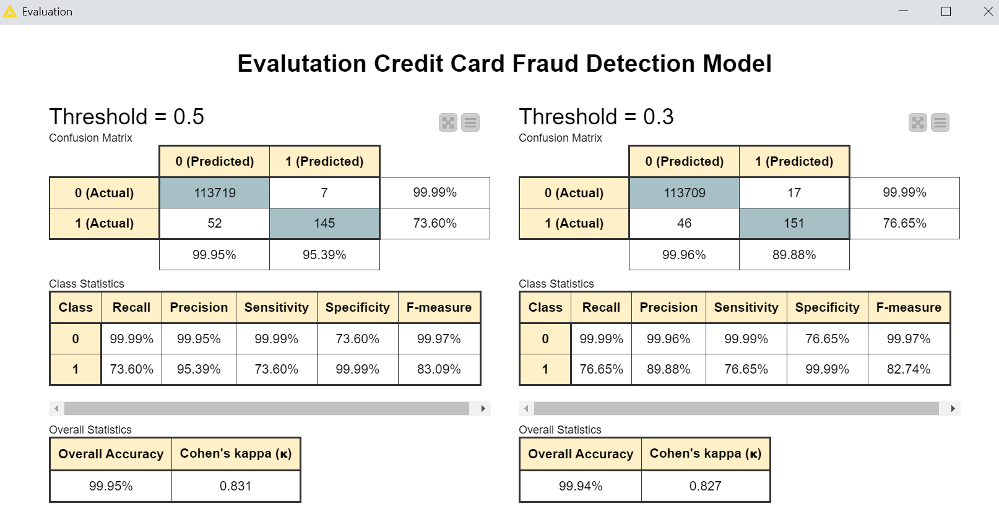 Evaluation
Evalutation Credit Card Fraud Detection Model
Threshold = 0.5
Confusion Matrix
0 (Predicted) 1 (Predicted)
0 (Actual) 113719 7 99.99%
1 (Actual) 52 145 73.60%
99.95% 95.39%
Class Statistics
Class Recall Precision Sensitivity Specificity F-measure
0 99.99% 99.95% 99.99% 73.60% 99.97%
1 73.60% 95.39% 73.60% 99.99% 83.09%
Overall Statistics
Overall Accuracy Cohen's kappa (κ)
99.95% 0.831
Threshold = 0.3
Confusion Matrix
0 (Predicted) 1 (Predicted)
0 (Actual) 113709 17 99.99%
1 (Actual) 46 151 76.65%
99.96% 89.88%
Class Statistics
Class Recall Precision Sensitivity Specificity F-measure
0 99.99% 99.96% 99.99% 76.65% 99.97%
1 76.65% 89.88% 76.65% 99.99% 82.74%
Overall Statistics
Overall Accuracy Cohen's kappa (κ)
99.94% 0.827